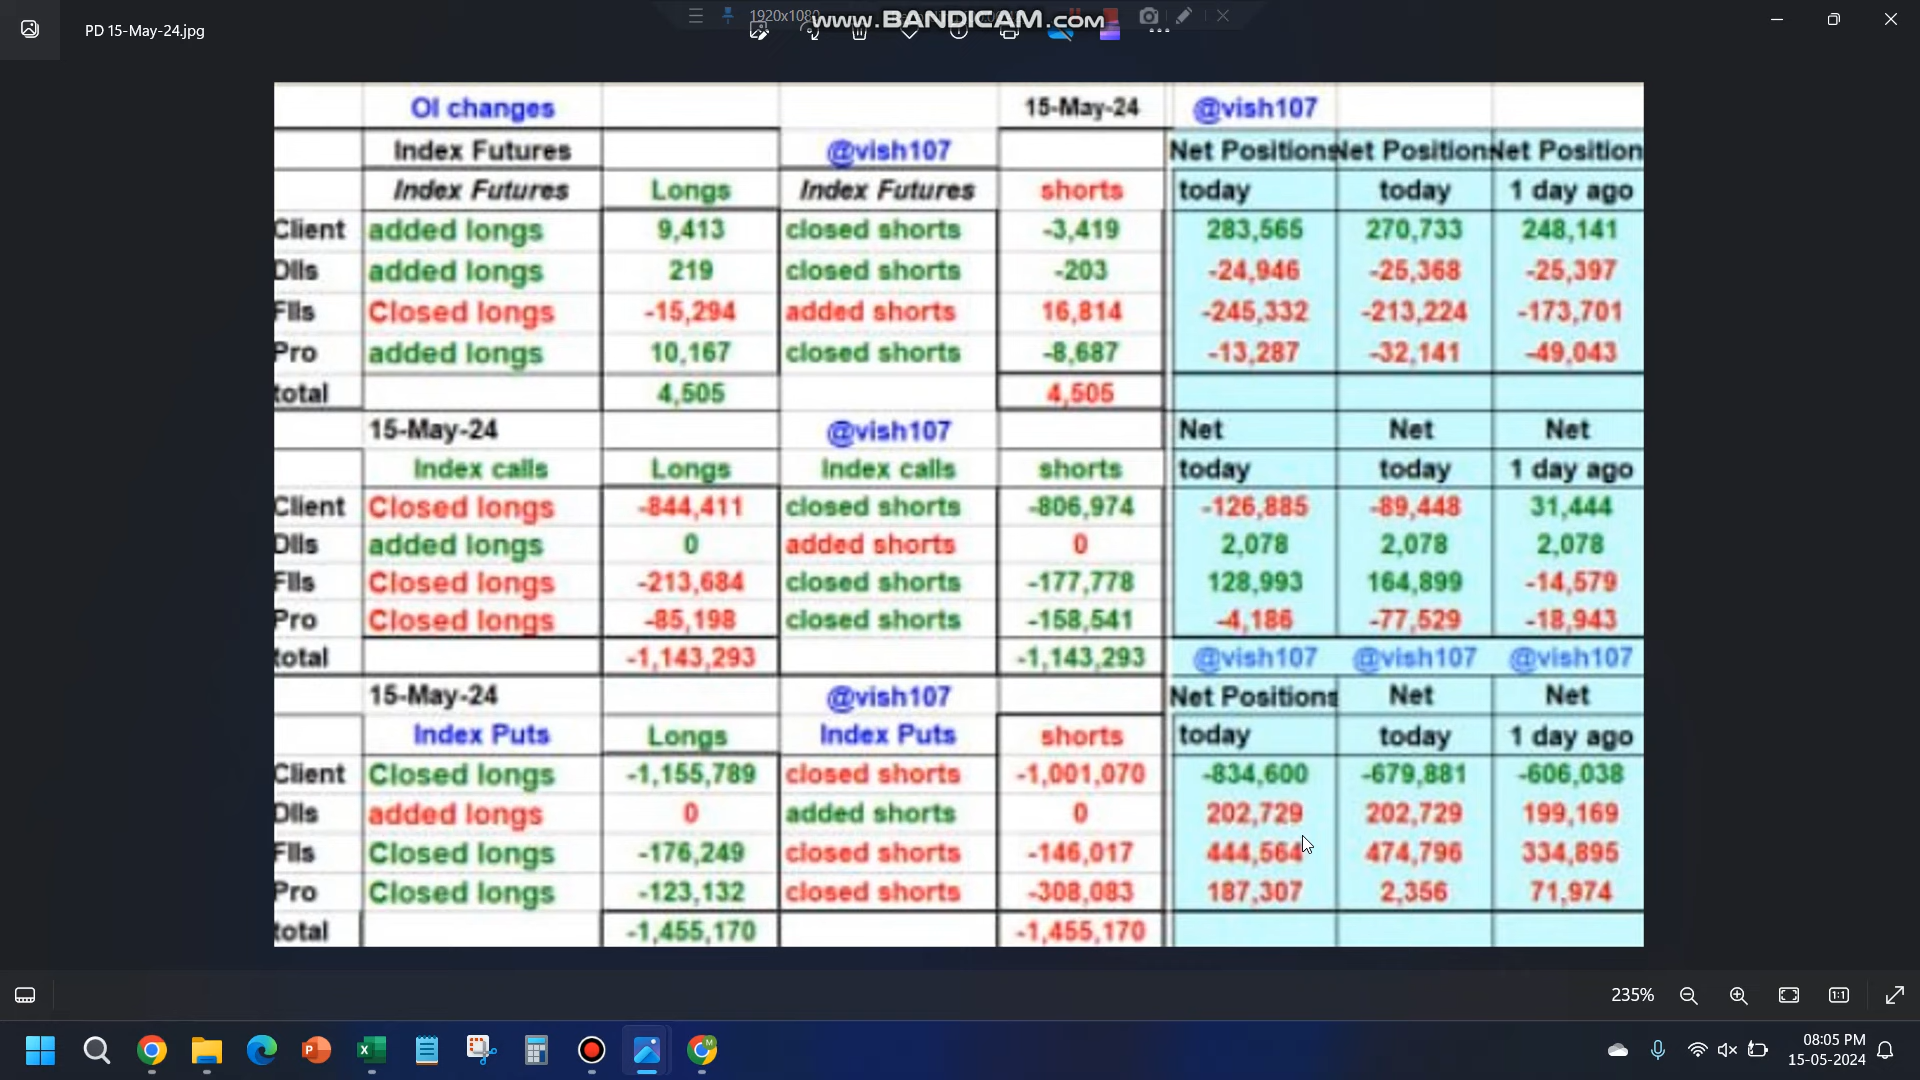 PD 15-May-24.jpg
1920x1080
www.BANDICAM.com
OI changes 15-May-24 @vish107
Index Futures @vish107 Net Positions Net Position Net Position
Index Futures Longs Index Futures shorts today today 1 day ago
Client added longs 9,413 closed shorts -3,419 283,565 270,733 248,141
DIIs added longs 219 closed shorts -203 -24,946 -25,368 -25,397
FIIs Closed longs -15,294 added shorts 16,814 -245,332 -213,224 -173,701
Pro added longs 10,167 closed shorts -8,687 -13,287 -32,141 -49,043
total 4,505 4,505
15-May-24 @vish107 Net Net Net
Index calls Longs Index calls shorts today today 1 day ago
Client Closed longs -844,411 closed shorts -806,974 -126,885 -89,448 31,444
DIIs added longs 0 added shorts 0 2,078 2,078 2,078
FIIs Closed longs -213,684 closed shorts -177,778 128,993 164,899 -14,579
Pro Closed longs -85,198 closed shorts -158,541 -4,186 -77,529 -18,943
total -1,143,293 -1,143,293 @vish107 @vish107 @vish107
15-May-24 @vish107 Net Positions Net Net
Index Puts Longs Index Puts shorts today today 1 day ago
Client Closed longs -1,155,789 closed shorts -1,001,070 -834,600 -679,881 -606,038
DIIs added longs 0 added shorts 0 202,729 202,729 199,169
FIIs Closed longs -176,249 closed shorts -146,017 444,564 474,796 334,895
Pro Closed longs -123,132 closed shorts -308,083 187,307 2,356 71,974
total -1,455,170 -1,455,170
235%
08:05 PM
15-05-2024